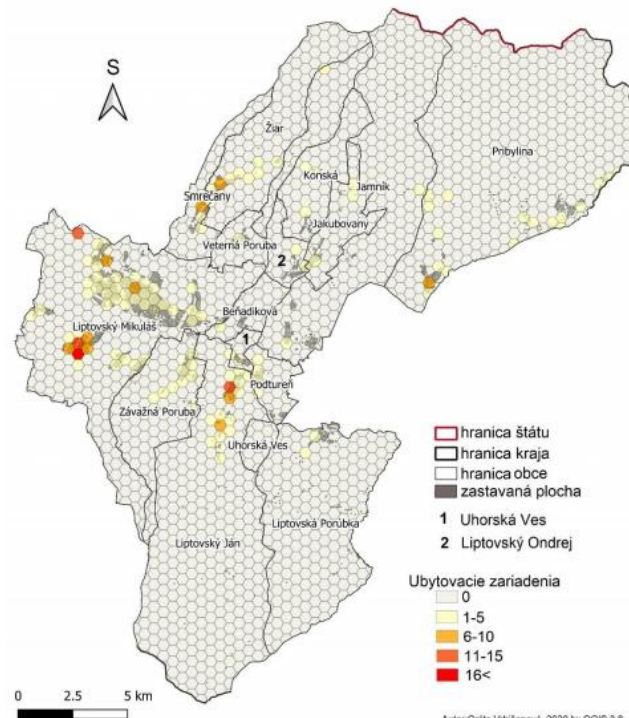 S
Žiar
Pribylina
Konská
Smrečany
Jamník
Jakubovany
Veterná Poruba
2
Beňadiková
Liptovský Mikuláš
1
Podtureň
Závažná Poruba
Uhorská Ves
Liptovská Porúbka
Liptovský Ján
hranica štátu
hranica kraja
hranica obce
zastavaná plocha
1 Uhorská Ves
2 Liptovský Ondrej
Ubytovacie zariadenia
0
1-5
6-10
11-15
16<
0 2.5 5 km